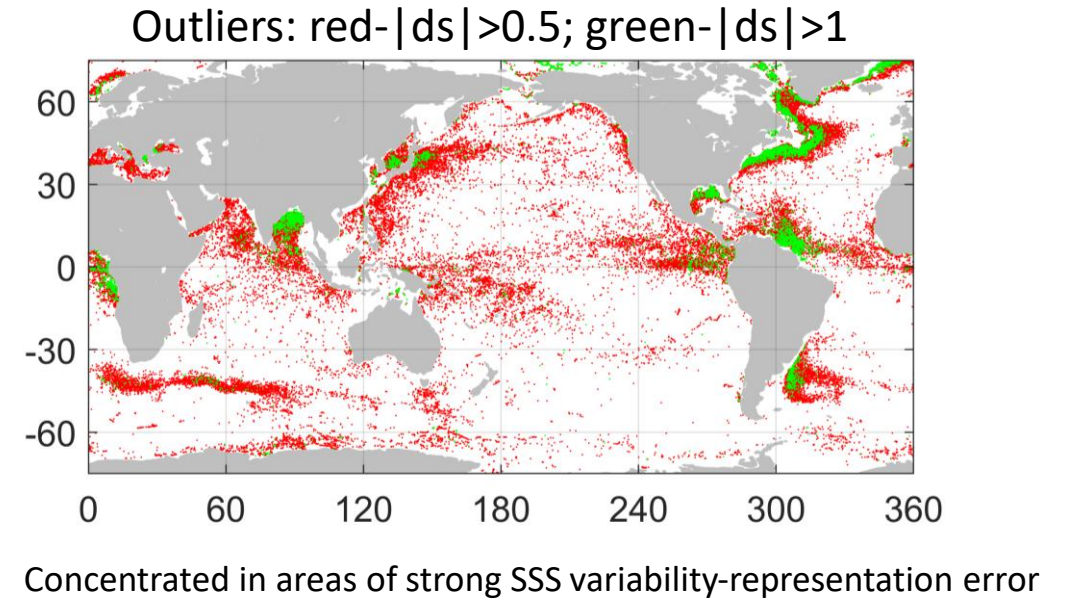 Outliers: red-|ds|>0.5; green-|ds|>1
60
30
0
-30
-60
0 60 120 180 240 300 360
Concentrated in areas of strong SSS variability-representation error